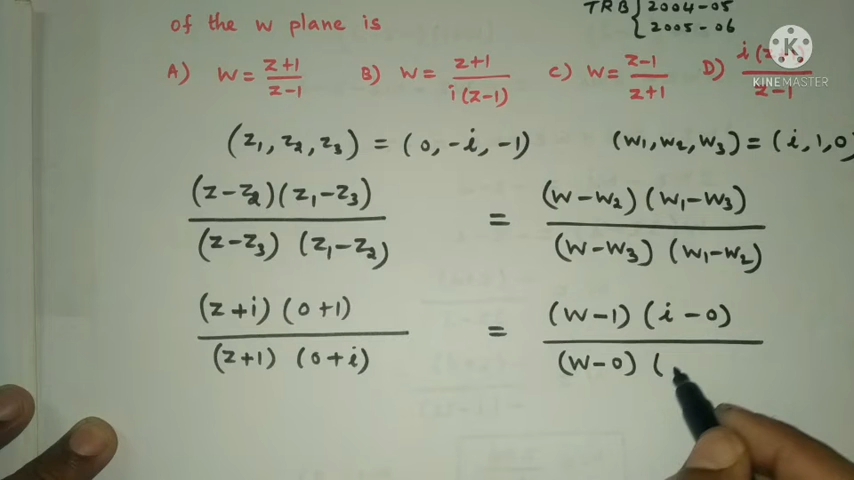 TRB { 2004-05
2005-06
of the w plane is
A) W = z+1 / z-1 B) W = z+1 / i(z-1) C) W = z-1 / z+1 D) i(z / z-1
K
KINEMASTER
(z₁, z₂, z₃) = (0, -i, -1) (w₁, w₂, w₃) = (i, 1, 0)
(z-z₂)(z₁-z₃) / (z-z₃) (z₁-z₂) = (w-w₂) (w₁-w₃) / (w-w₃) (w₁-w₂)
(z+i) (0+1) / (z+1) (0+i) = (w-1) (i-0) / (w-0) (